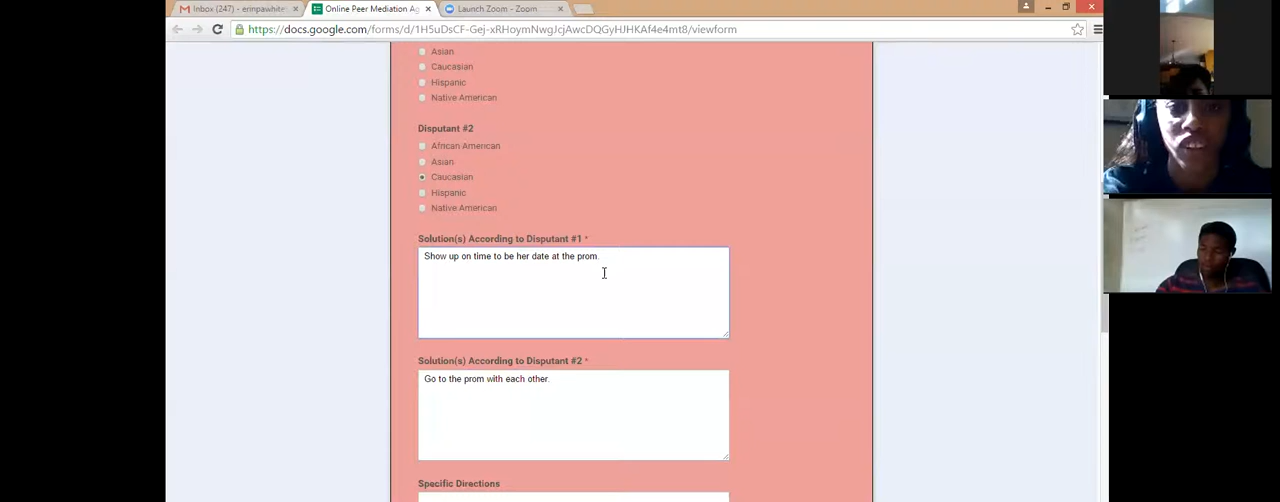 Inbox (247) - erinpawhite
Online Peer Mediation Ag
Launch Zoom - Zoom
https://docs.google.com/forms/d/1H5uDsCF-Gej-xRHoymNwgJcjAwcDQGyHJHKAf4e4mt8/viewform
Asian
Caucasian
Hispanic
Native American
Disputant #2
African American
Asian
Caucasian
Hispanic
Native American
Solution(s) According to Disputant #1 *
Show up on time to be her date at the prom.
Solution(s) According to Disputant #2 *
Go to the prom with each other.
Specific Directions